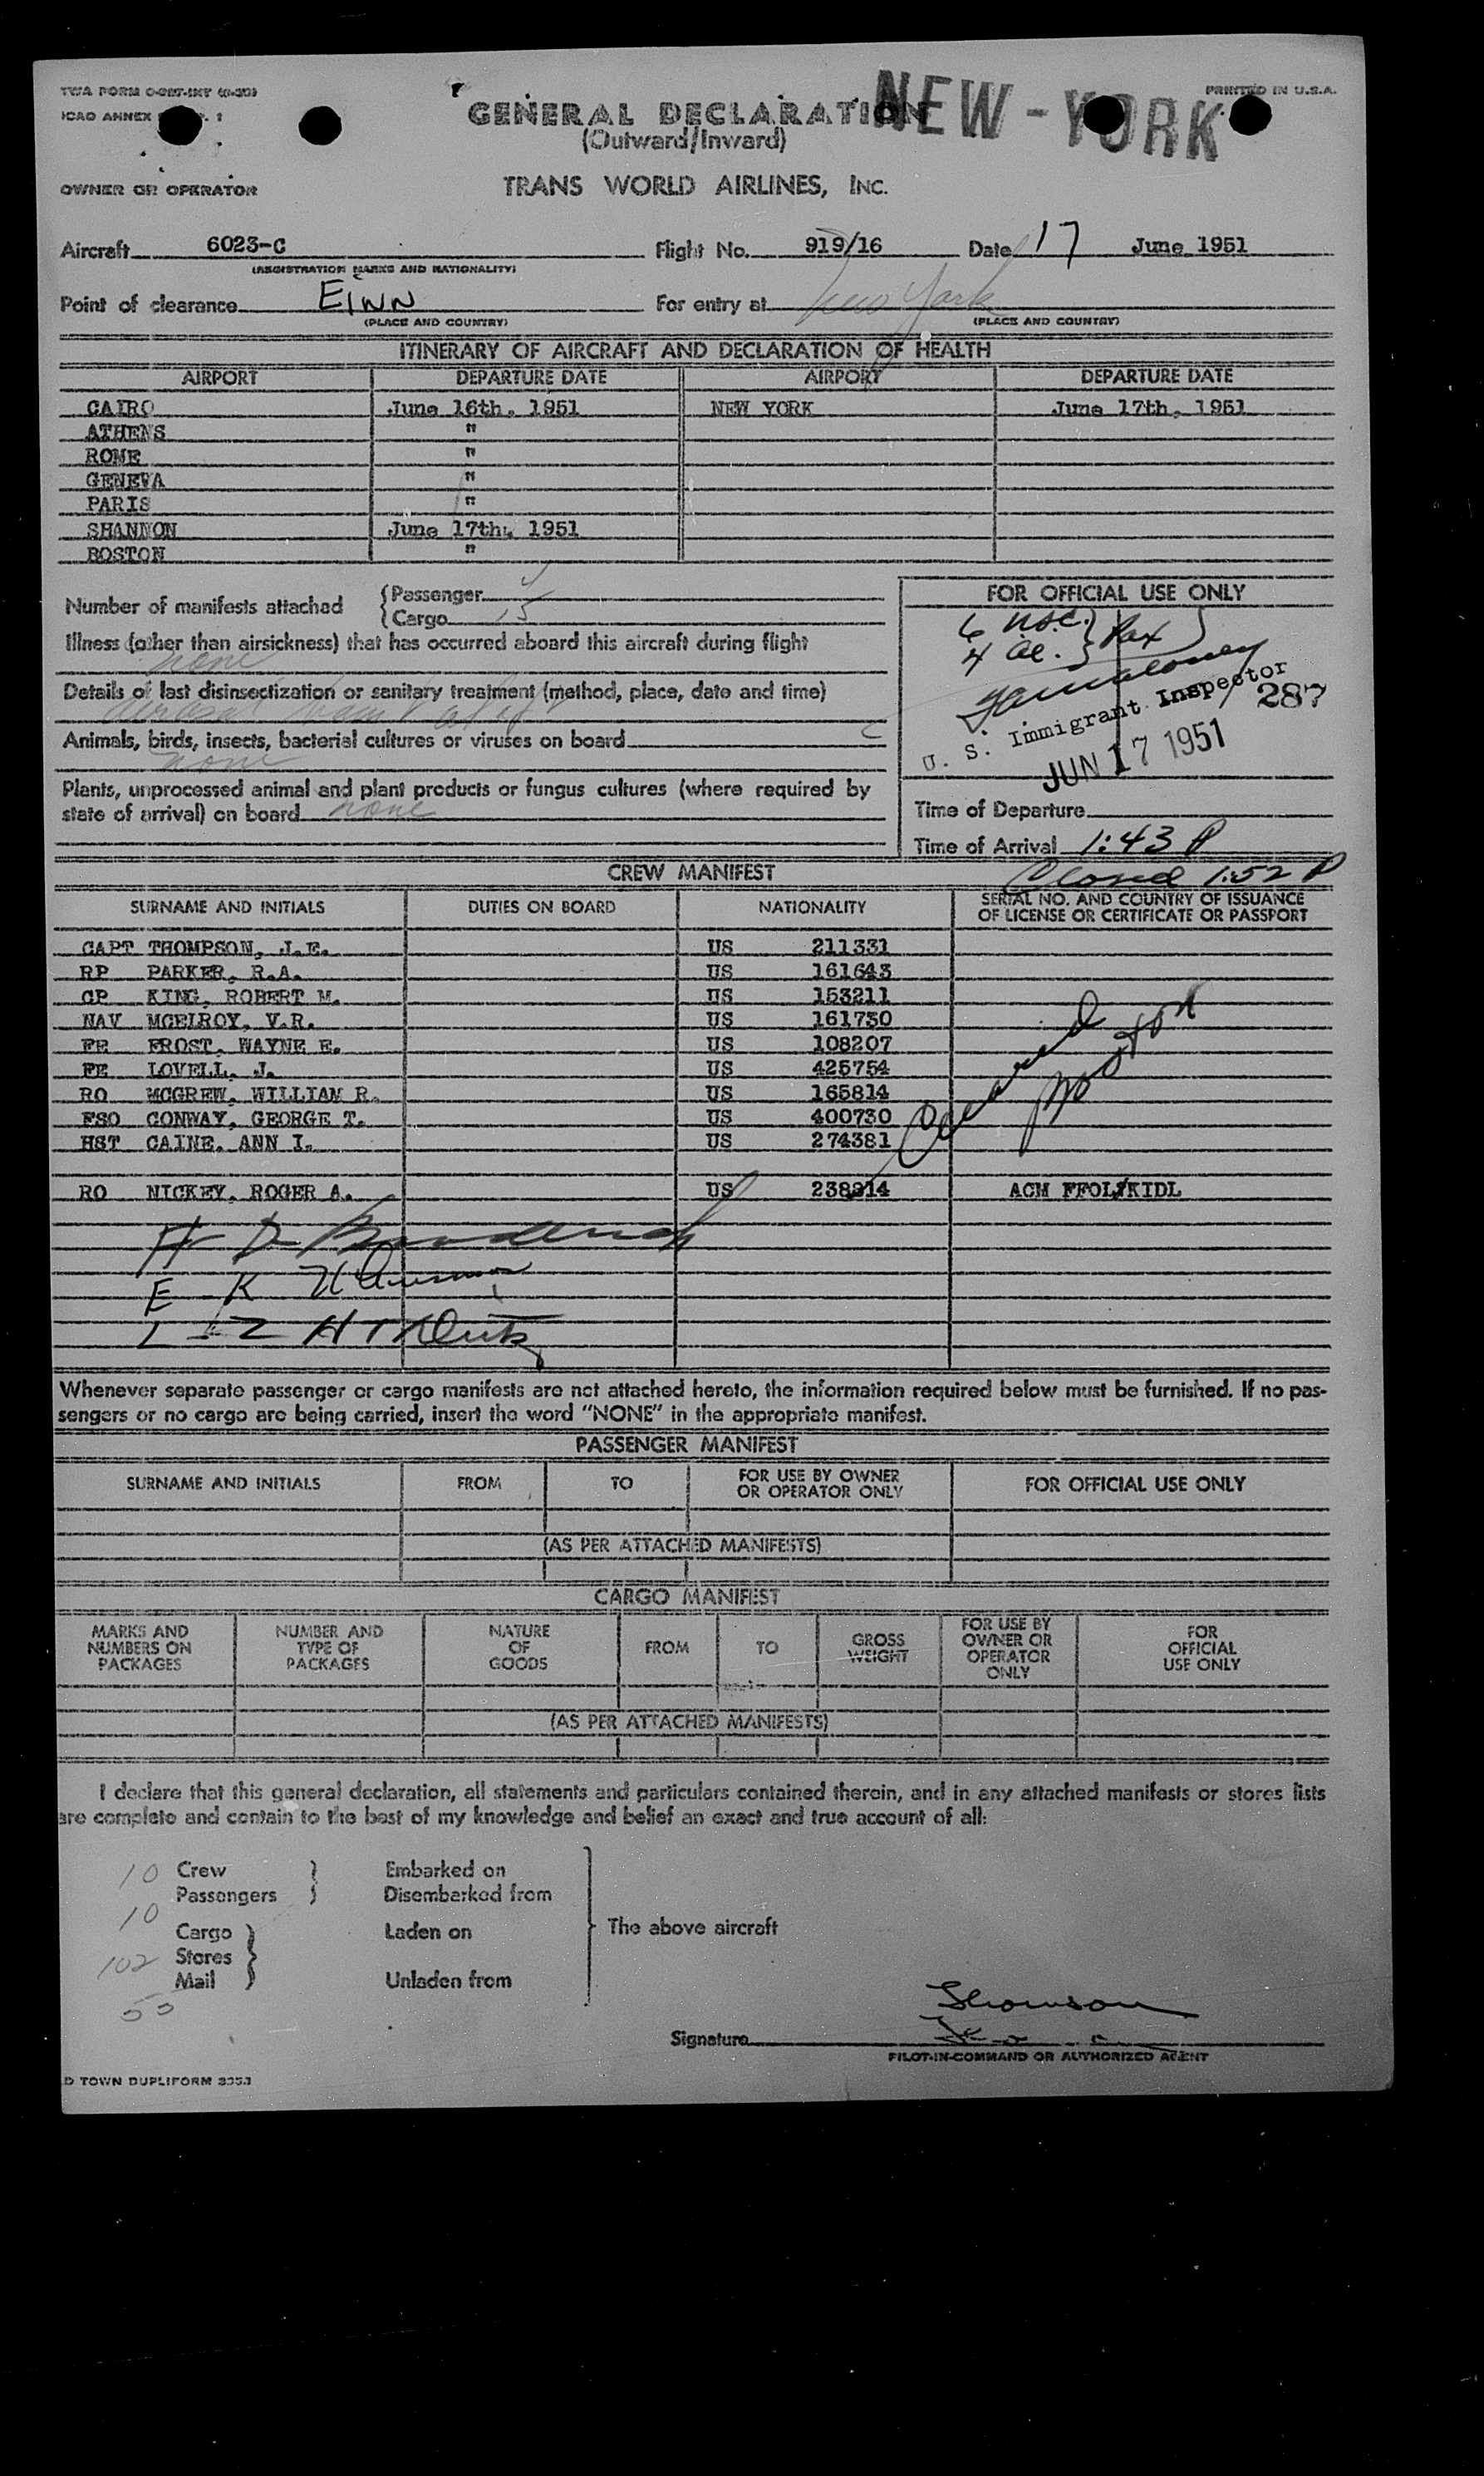 TWA FORM
PRINTED IN U.S.A.
ICAO ANNEX
GENERAL DECLARATION
NEW-YORK
(Outward/Inward)
OWNER OR OPERATOR
TRANS WORLD AIRLINES, INC.
Aircraft 6023-C Flight No. 919/16 Date 17 June 1951
(REGISTRATION MARKS AND NATIONALITY)
Point of clearance EINN For entry at New York
(PLACE AND COUNTRY) (PLACE AND COUNTRY)
ITINERARY OF AIRCRAFT AND DECLARATION OF HEALTH
AIRPORT DEPARTURE DATE AIRPORT DEPARTURE DATE
CAIRO June 16th, 1951 NEW YORK June 17th, 1951
ATHENS "
ROME "
GENEVA "
PARIS "
SHANNON June 17th, 1951
BOSTON "
Number of manifests attached
Passenger
Cargo 15
Illness (other than airsickness) that has occurred aboard this aircraft during flight
none
Details of last disinsectization or sanitary treatment (method, place, date and time)
Animals, birds, insects, bacterial cultures or viruses on board
none
Plants, unprocessed animal and plant products or fungus cultures (where required by
state of arrival) on board none
FOR OFFICIAL USE ONLY
6 USC. } Pax
4 Al. }
U. S. Immigrant Inspector 287
JUN 17 1951
Time of Departure
Time of Arrival 1:43 P
Closed 1:52 P
CREW MANIFEST
SURNAME AND INITIALS DUTIES ON BOARD NATIONALITY SERIAL NO. AND COUNTRY OF ISSUANCE
OF LICENSE OR CERTIFICATE OR PASSPORT
CAPT THOMPSON, J.E. US 211331
RP PARKER, R.A. US 161643
CP KING, ROBERT M. US 153211
NAV MCELROY, V.R. US 161730
FE FROST, WAYNE E. US 108207
FE LOVELL, J. US 425754
RO MCGREW, WILLIAM R. US 165814
FSO CONWAY, GEORGE T. US 400730
HST CAINE, ANN I. US 274381
Cleared Boston
RO NICKEY, ROGER A. US 238814 ACM FFOL/KIDL
Whenever separate passenger or cargo manifests are not attached hereto, the information required below must be furnished. If no pas-
sengers or no cargo are being carried, insert the word "NONE" in the appropriate manifest.
PASSENGER MANIFEST
SURNAME AND INITIALS FROM TO FOR USE BY OWNER
OR OPERATOR ONLY FOR OFFICIAL USE ONLY
(AS PER ATTACHED MANIFESTS)
CARGO MANIFEST
MARKS AND
NUMBERS ON
PACKAGES
NUMBER AND
TYPE OF
PACKAGES
NATURE
OF
GOODS
FROM
TO
GROSS
WEIGHT
FOR USE BY
OWNER OR
OPERATOR
ONLY
FOR
OFFICIAL
USE ONLY
(AS PER ATTACHED MANIFESTS)
I declare that this general declaration, all statements and particulars contained therein, and in any attached manifests or stores lists
are complete and contain to the best of my knowledge and belief an exact and true account of all:
10 Crew Embarked on
Passengers Disembarked from
10
Cargo Laden on The above aircraft
102 Stores
Mail Unladen from
Thomson
Signature
PILOT-IN-COMMAND OR AUTHORIZED AGENT
D TOWN DUPLIFORM